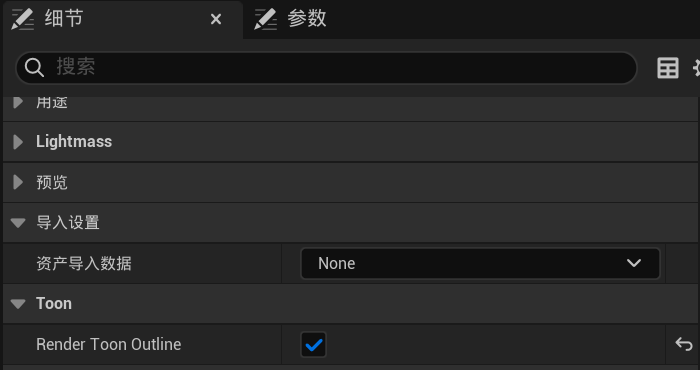 细节
参数
搜索
用途
Lightmass
预览
导入设置
资产导入数据
None
Toon
Render Toon Outline